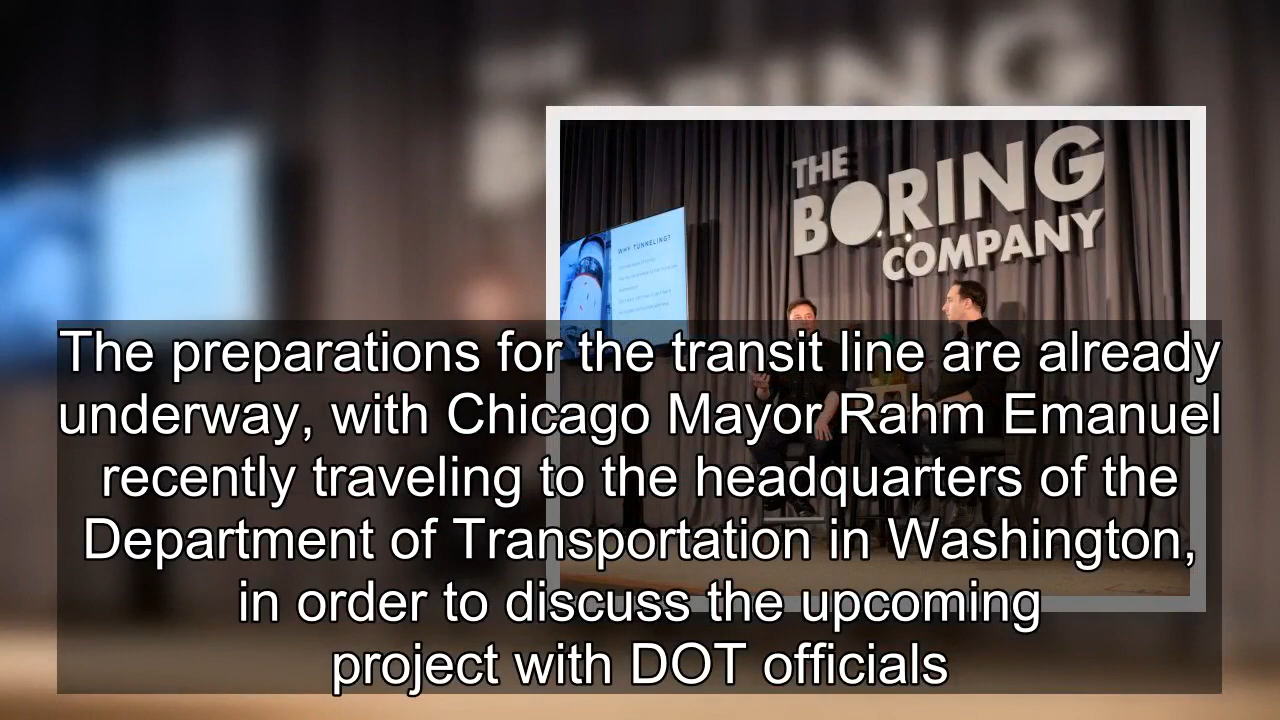 THE
BORING
COMPANY
WHY TUNNELING?
The preparations for the transit line are already
underway, with Chicago Mayor Rahm Emanuel
recently traveling to the headquarters of the
Department of Transportation in Washington,
in order to discuss the upcoming
project with DOT officials